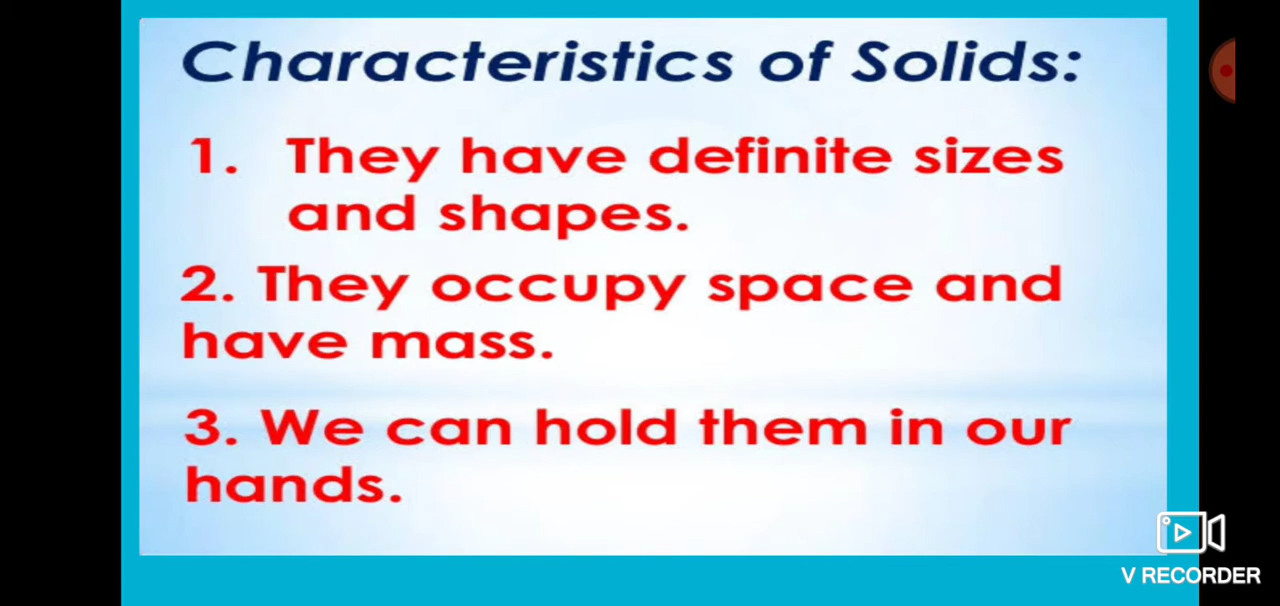 Characteristics of Solids:
1. They have definite sizes
and shapes.
2. They occupy space and
have mass.
3. We can hold them in our
hands.
V RECORDER